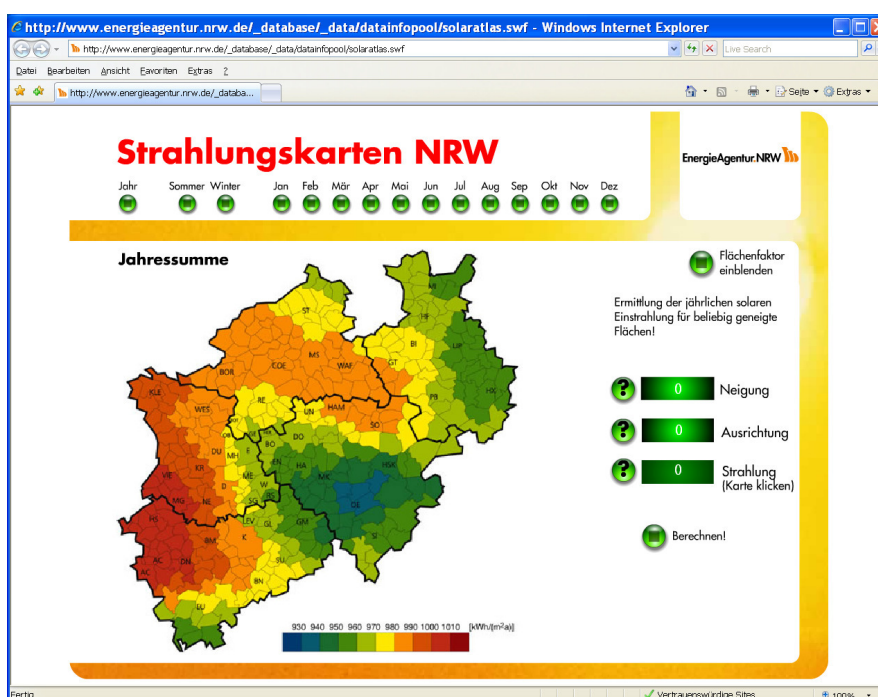 http://www.energieagentur.nrw.de/_database/_data/datainfopool/solaratlas.swf - Windows Internet Explorer
http://www.energieagentur.nrw.de/_database/_data/datainfopool/solaratlas.swf
Live Search
Datei Bearbeiten Ansicht Favoriten Extras ?
http://www.energieagentur.nrw.de/_databa...
Seite Extras
Strahlungskarten NRW
EnergieAgentur.NRW
Jahr Sommer Winter Jan Feb Mär Apr Mai Jun Jul Aug Sep Okt Nov Dez
Jahressumme
Flächenfaktor
einblenden
Ermittlung der jährlichen solaren
Einstrahlung für beliebig geneigte
Flächen!
? 0 Neigung
? 0 Ausrichtung
? 0 Strahlung
(Karte klicken)
Berechnen!
MI
ST
HF
BI
LIP
MS
COE
WAF
GT
BOR
KLE
RE
PB
HX
WES
UN
HAM
SO
BO
DO
DU
MH
E
EN
HA
HSK
KR
ME
MK
VIE
D
W
MG
NE
SG
RS
OE
HS
LEV
GL
GM
BM
K
SI
AC
DN
SU
AC
BN
EU
930 940 950 960 970 980 990 1000 1010 [kWh/(m²a)]
Fertig
Vertrauenswürdige Sites
100%